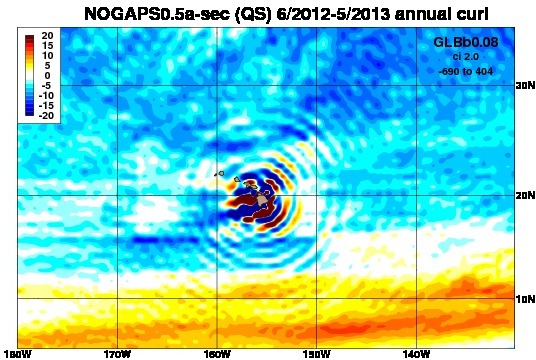 NOGAPS0.5a-sec (QS) 6/2012-5/2013 annual curl
20
15
10
5
0
-5
-10
-15
-20
GLBb0.08
ci 2.0
-690 to 404
30N
20N
10N
180W 170W 160W 150W 140W